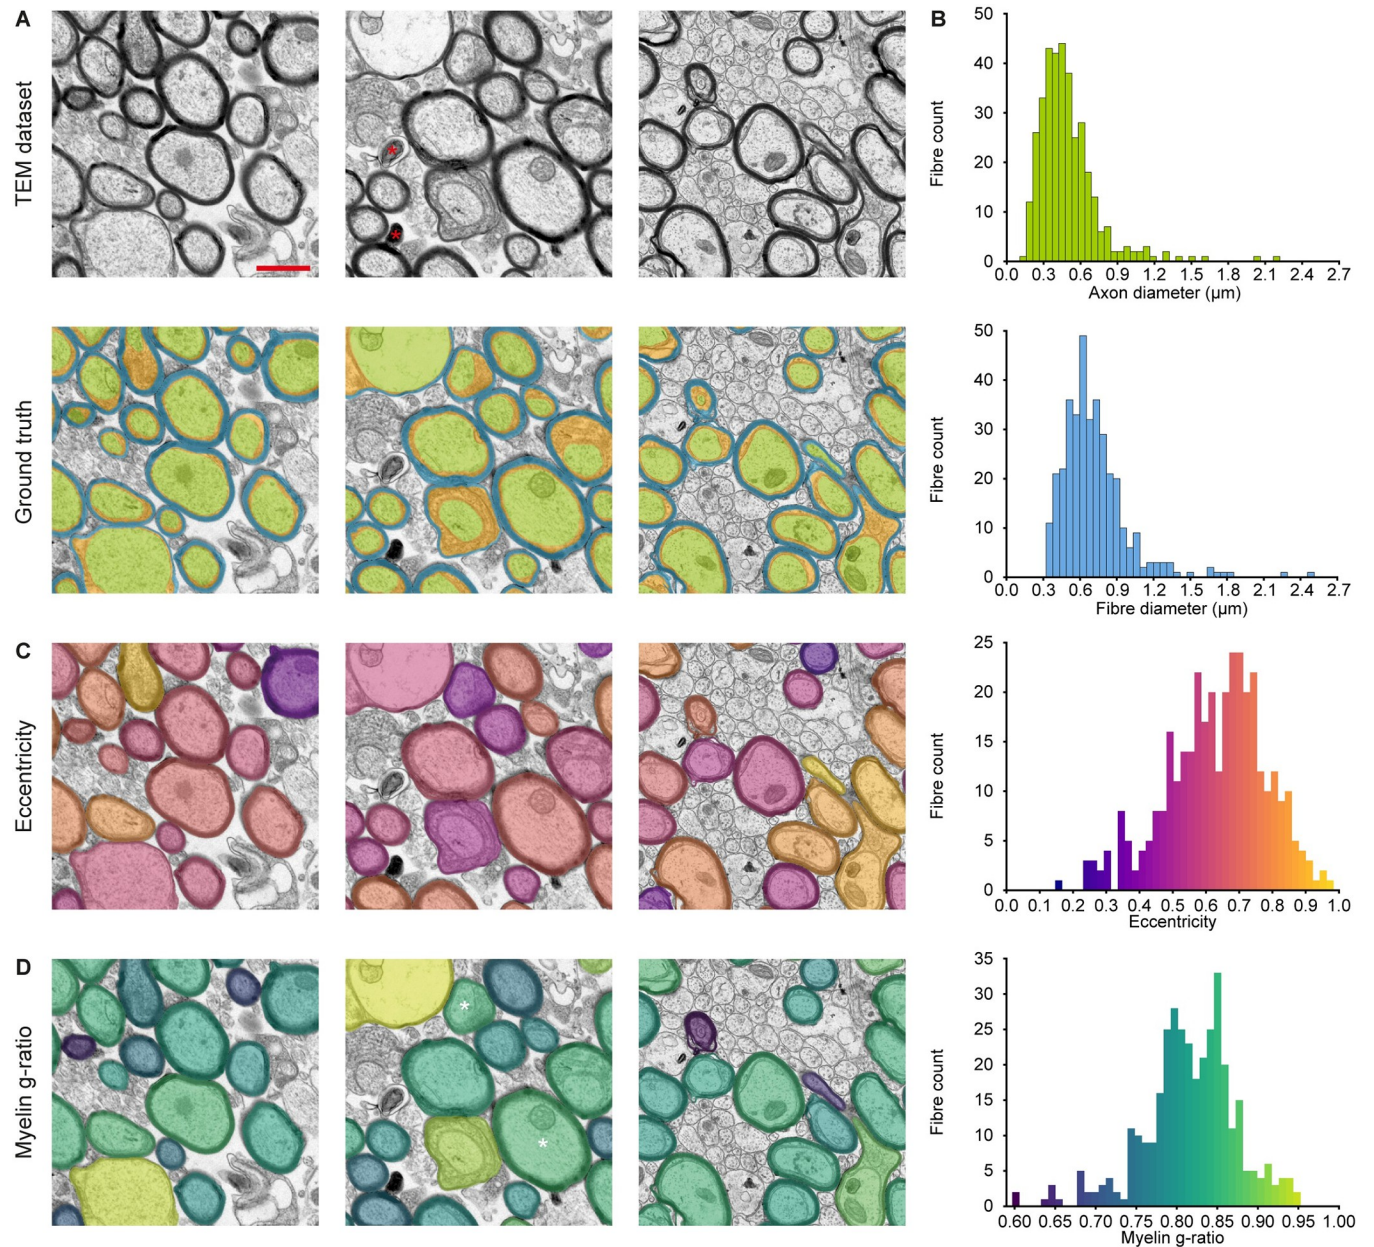 A
B
TEM dataset
*
*
50
40
30
20
10
0
Fibre count
0.0 0.3 0.6 0.9 1.2 1.5 1.8 2.1 2.4 2.7
Axon diameter (µm)
Ground truth
50
40
30
20
10
0
Fibre count
0.0 0.3 0.6 0.9 1.2 1.5 1.8 2.1 2.4 2.7
Fibre diameter (µm)
C
Eccentricity
25
20
15
10
5
0
Fibre count
0.0 0.1 0.2 0.3 0.4 0.5 0.6 0.7 0.8 0.9 1.0
Eccentricity
D
Myelin g-ratio
*
*
35
30
25
20
15
10
5
0
Fibre count
0.60 0.65 0.70 0.75 0.80 0.85 0.90 0.95 1.00
Myelin g-ratio